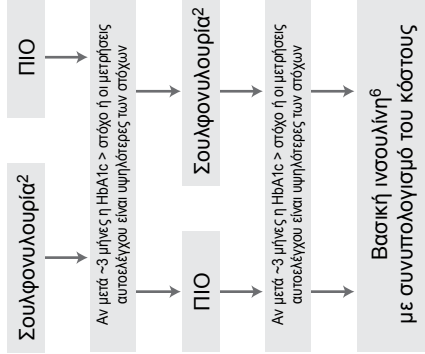 Σουλφονυλουρία²
ΠΙΟ
Αν μετά ~3 μήνες η HbA1c > στόχο ή οι μετρήσεις
αυτοελέγχου είναι υψηλότερες των στόχων
ΠΙΟ
Σουλφονυλουρία²
Αν μετά ~3 μήνες η HbA1c > στόχο ή οι μετρήσεις
αυτοελέγχου είναι υψηλότερες των στόχων
Βασική ινσουλίνη⁶
με συνυπολογισμό του κόστους